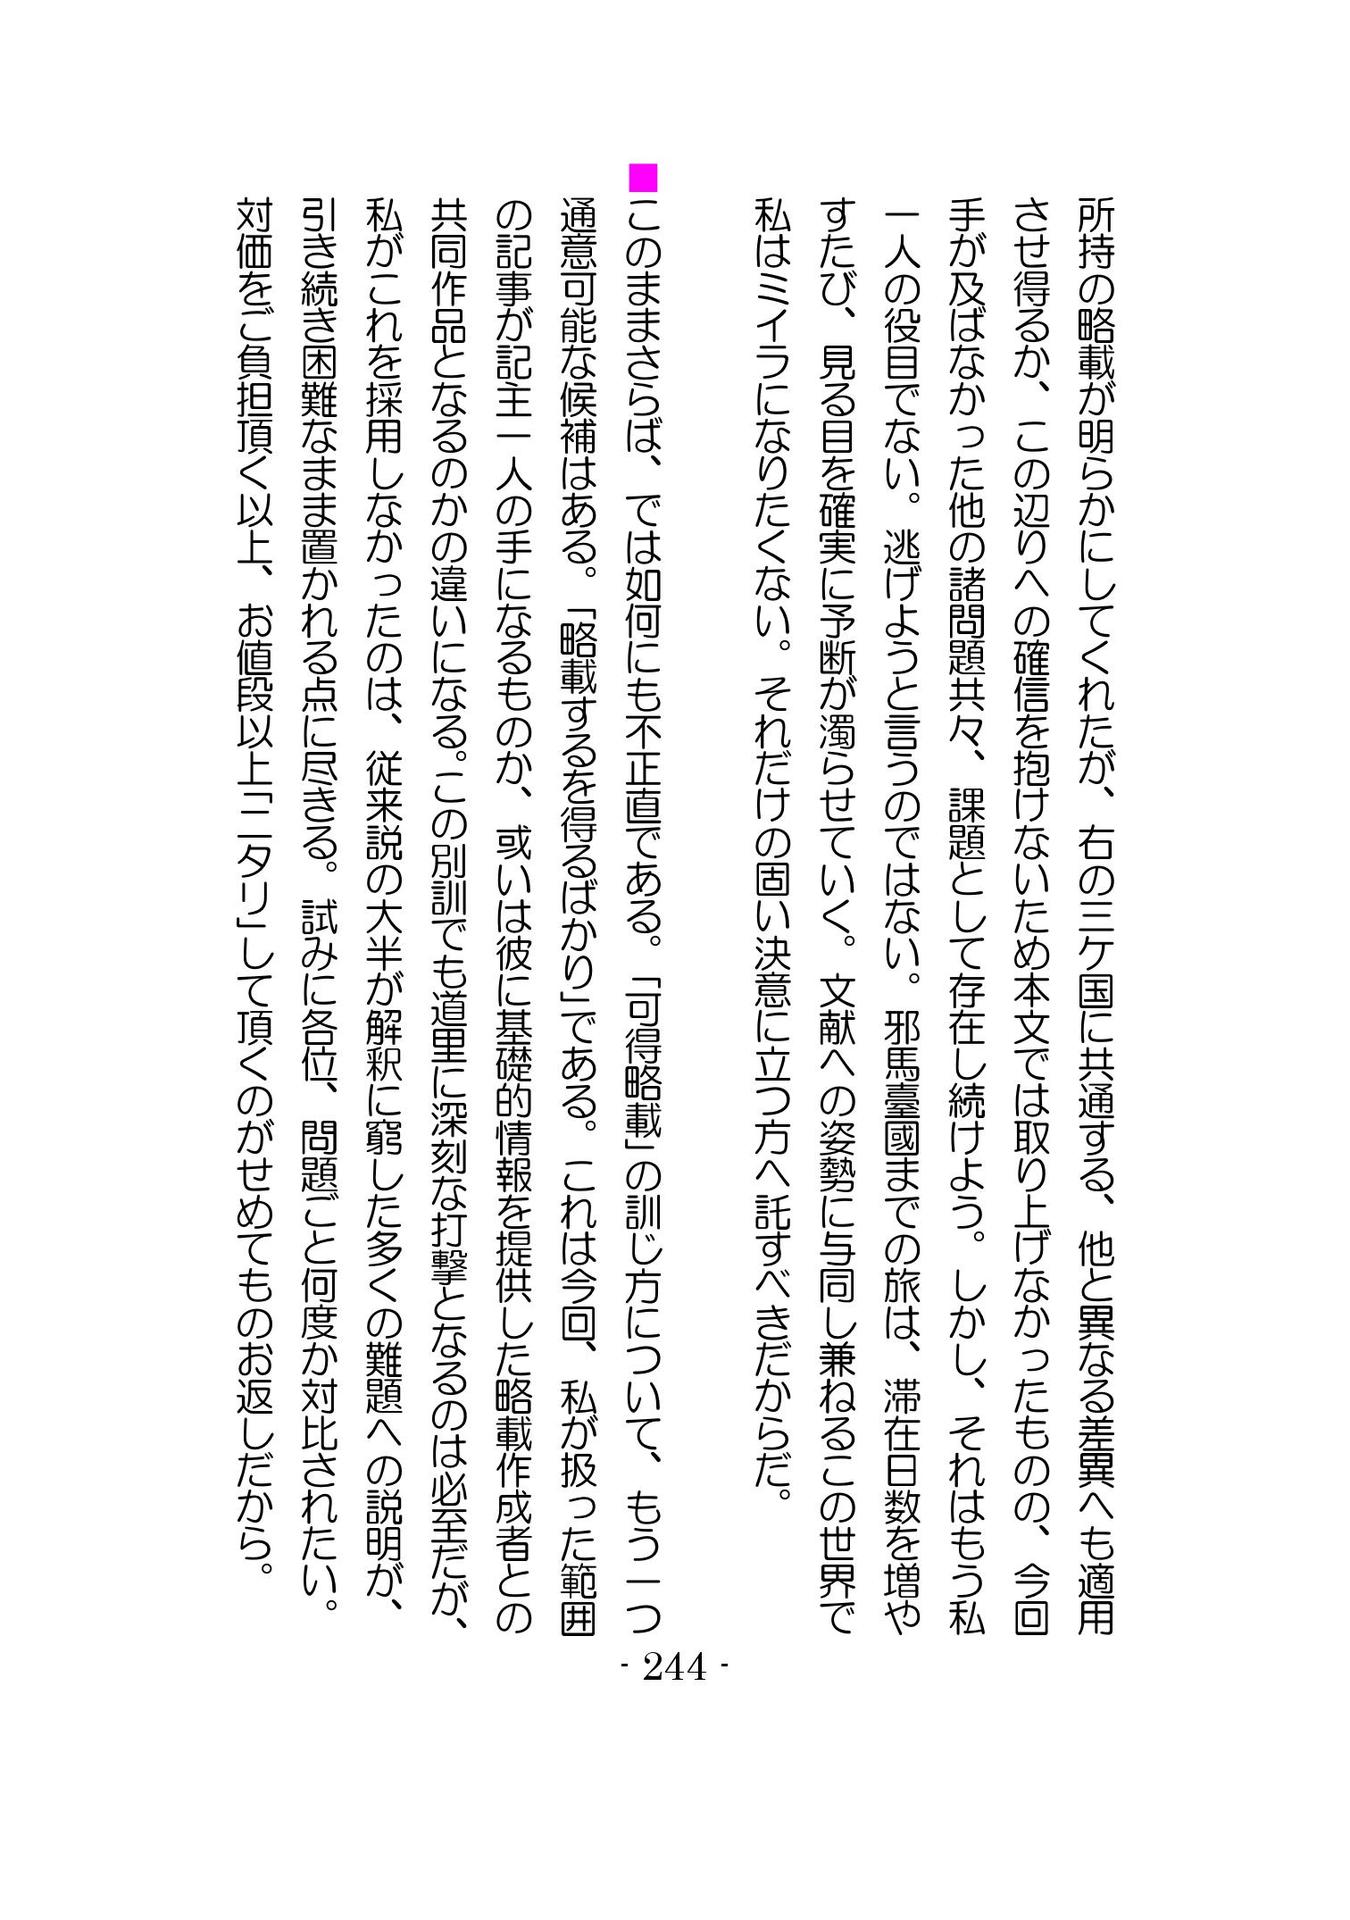 所持の略載が明らかにしてくれたが、右の三ケ国に共通する、他と異なる差異へも適用
させ得るか、この辺りへの確信を抱けないため本文では取り上げなかったものの、今回
手が及ばなかった他の諸問題共々、課題として存在し続けよう。しかし、それはもう私
一人の役目でない。逃げようと言うのではない。邪馬臺國までの旅は、滞在日数を増や
すたび、見る目を確実に予断が濁らせていく。文献への姿勢に与同し兼ねるこの世界で
私はミイラになりたくない。それだけの固い決意に立つ方へ託すべきだからだ。
■このままさらば、では如何にも不正直である。「可得略載」の訓じ方について、もう一つ
通意可能な候補はある。「略載するを得るばかり」である。これは今回、私が扱った範囲
の記事が記主一人の手になるものか、或いは彼に基礎的情報を提供した略載作成者との
共同作品となるのかの違いになる。この別訓でも道里に深刻な打撃となるのは必至だが、
私がこれを採用しなかったのは、従来説の大半が解釈に窮した多くの難題への説明が、
引き続き困難なまま置かれる点に尽きる。試みに各位、問題ごと何度か対比されたい。
対価をご負担頂く以上、お値段以上「ニタリ」して頂くのがせめてものお返しだから。
- 244 -